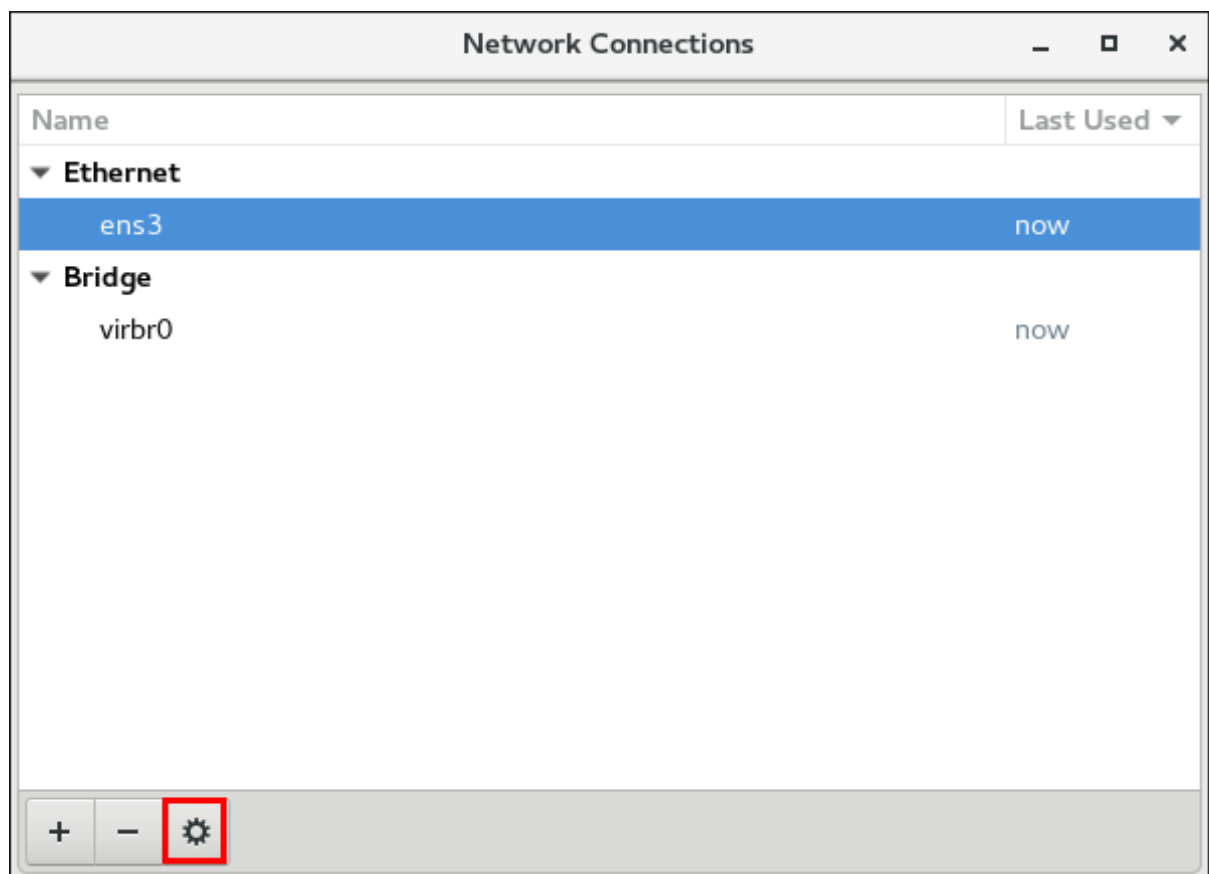 Network Connections
Name Last Used
Ethernet
ens3 now
Bridge
virbr0 now